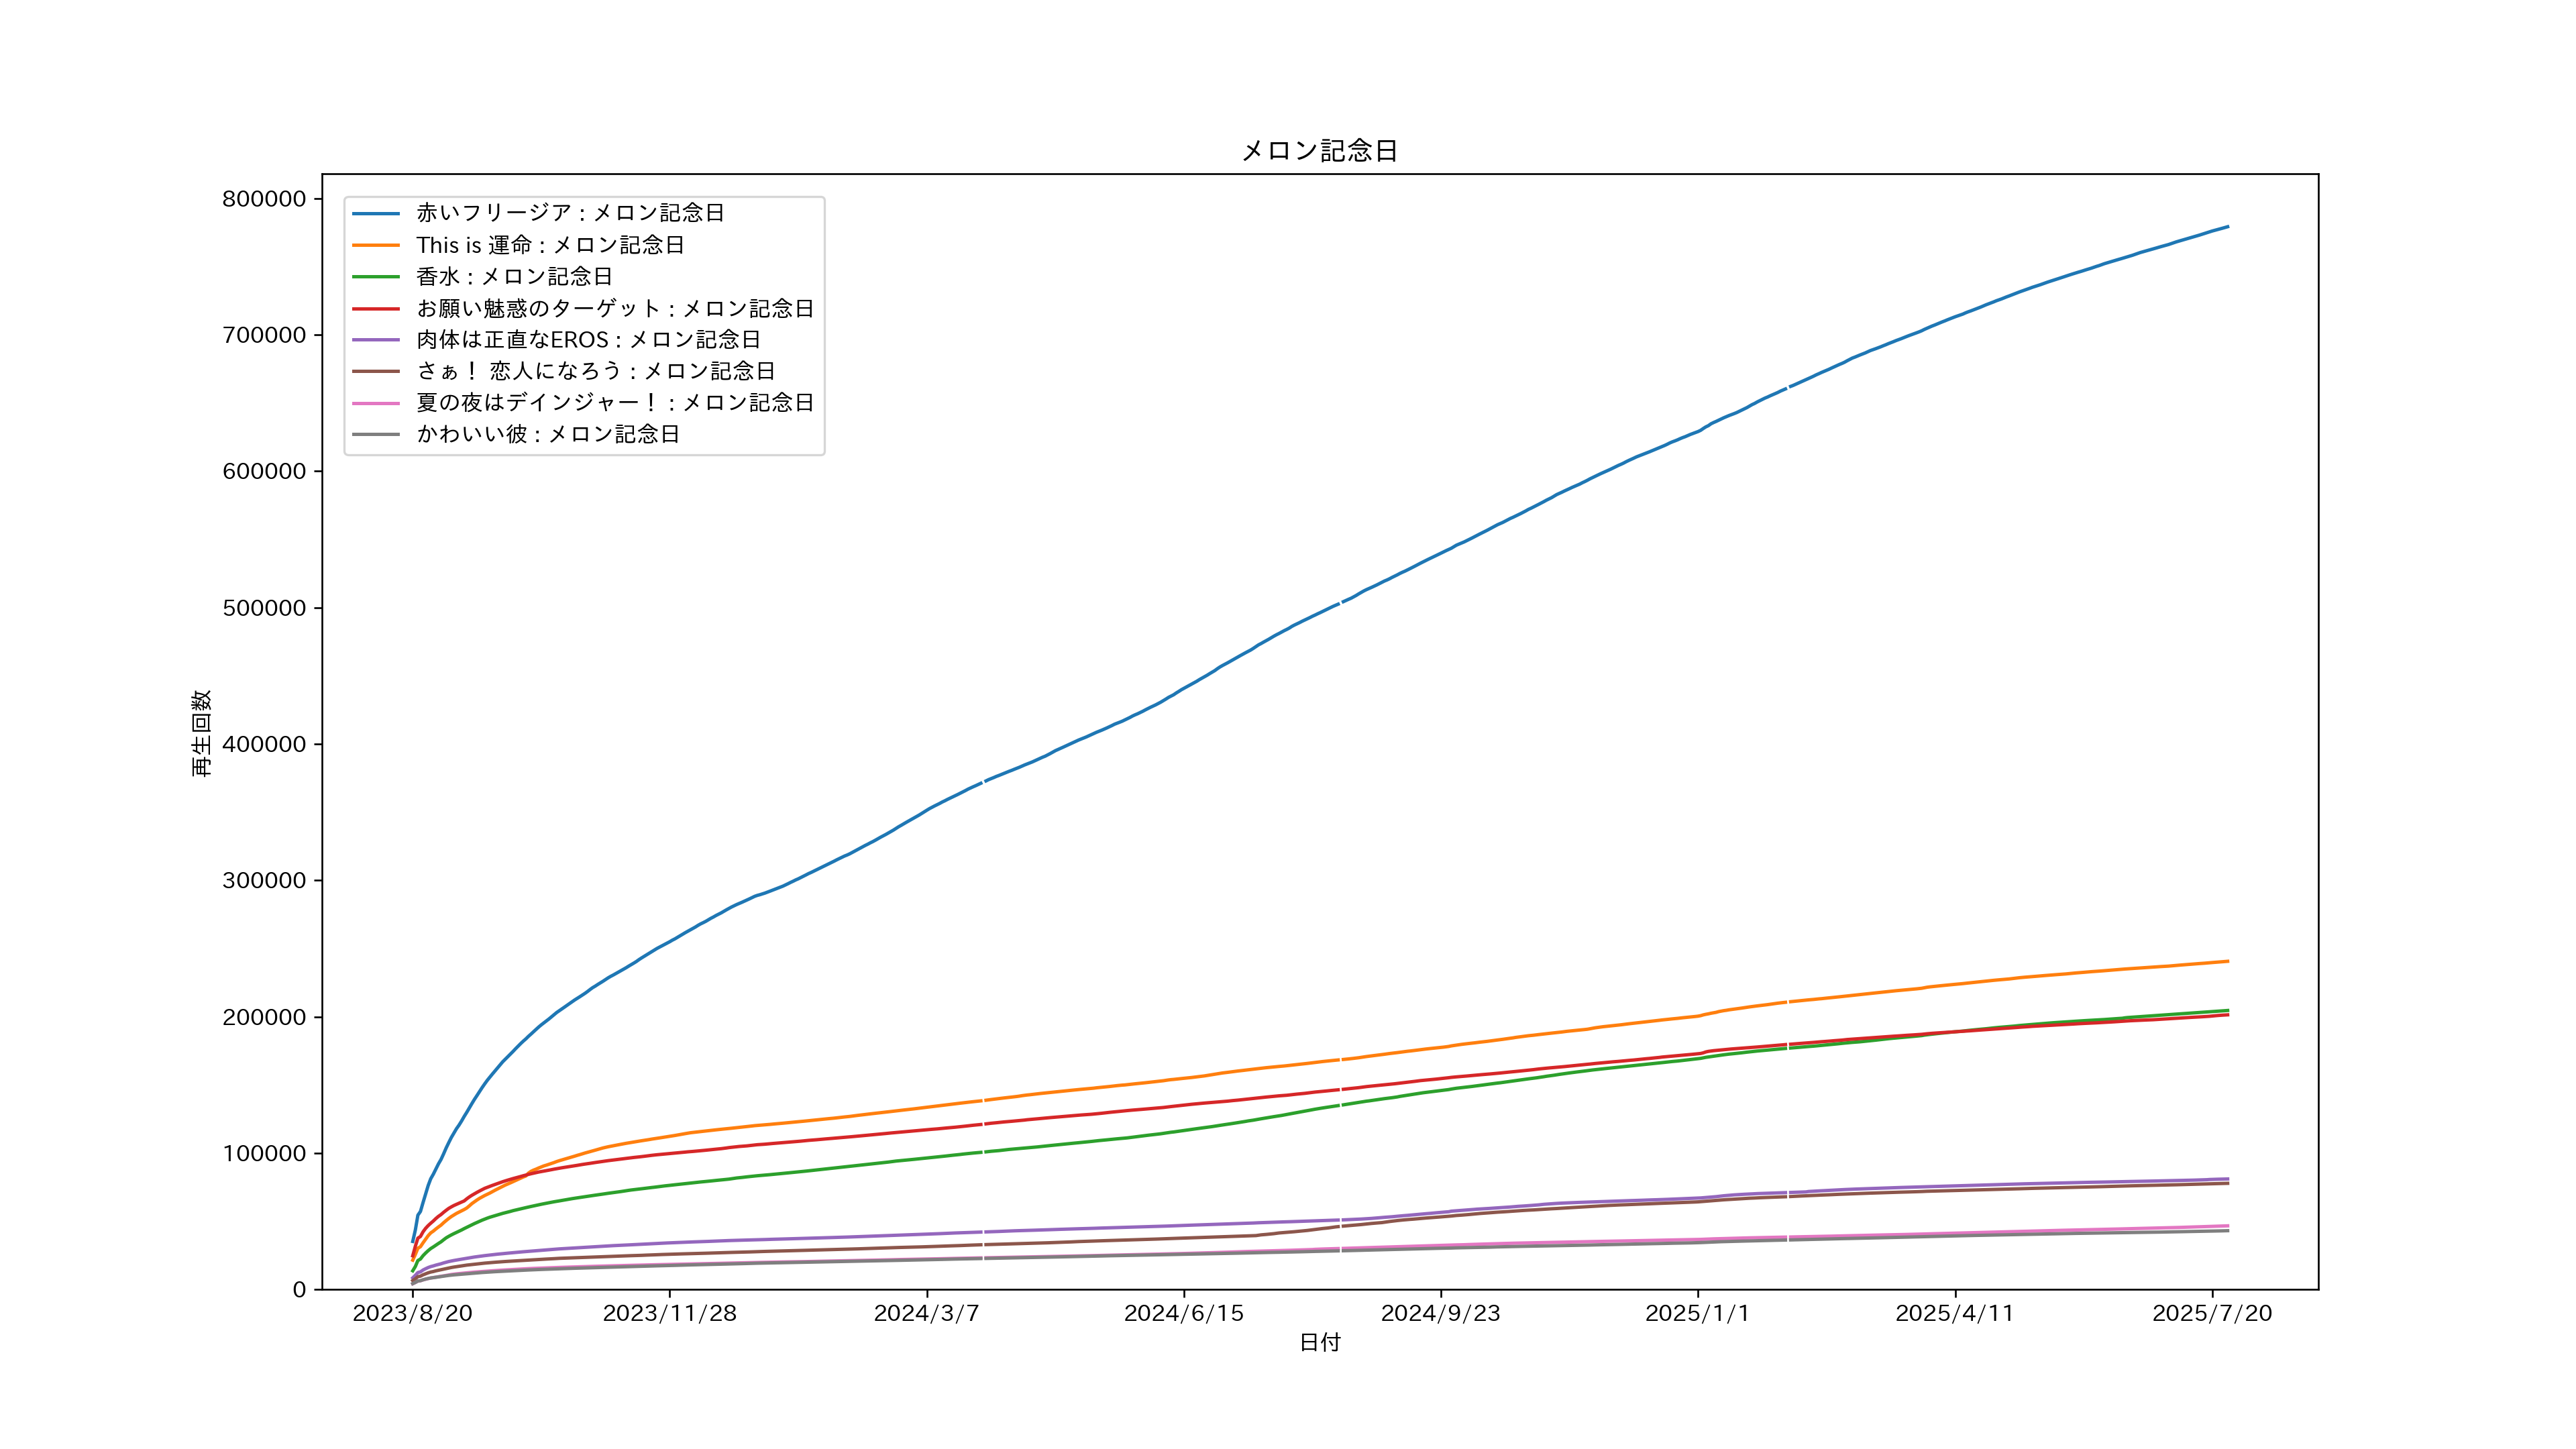 メロン記念日
800000
700000
600000
500000
400000
300000
200000
100000
0
再生回数
赤いフリージア : メロン記念日
This is 運命 : メロン記念日
香水 : メロン記念日
お願い魅惑のターゲット : メロン記念日
肉体は正直なEROS : メロン記念日
さぁ！ 恋人になろう : メロン記念日
夏の夜はデインジャー！ : メロン記念日
かわいい彼 : メロン記念日
2023/8/20
2023/11/28
2024/3/7
2024/6/15
2024/9/23
2025/1/1
2025/4/11
2025/7/20
日付